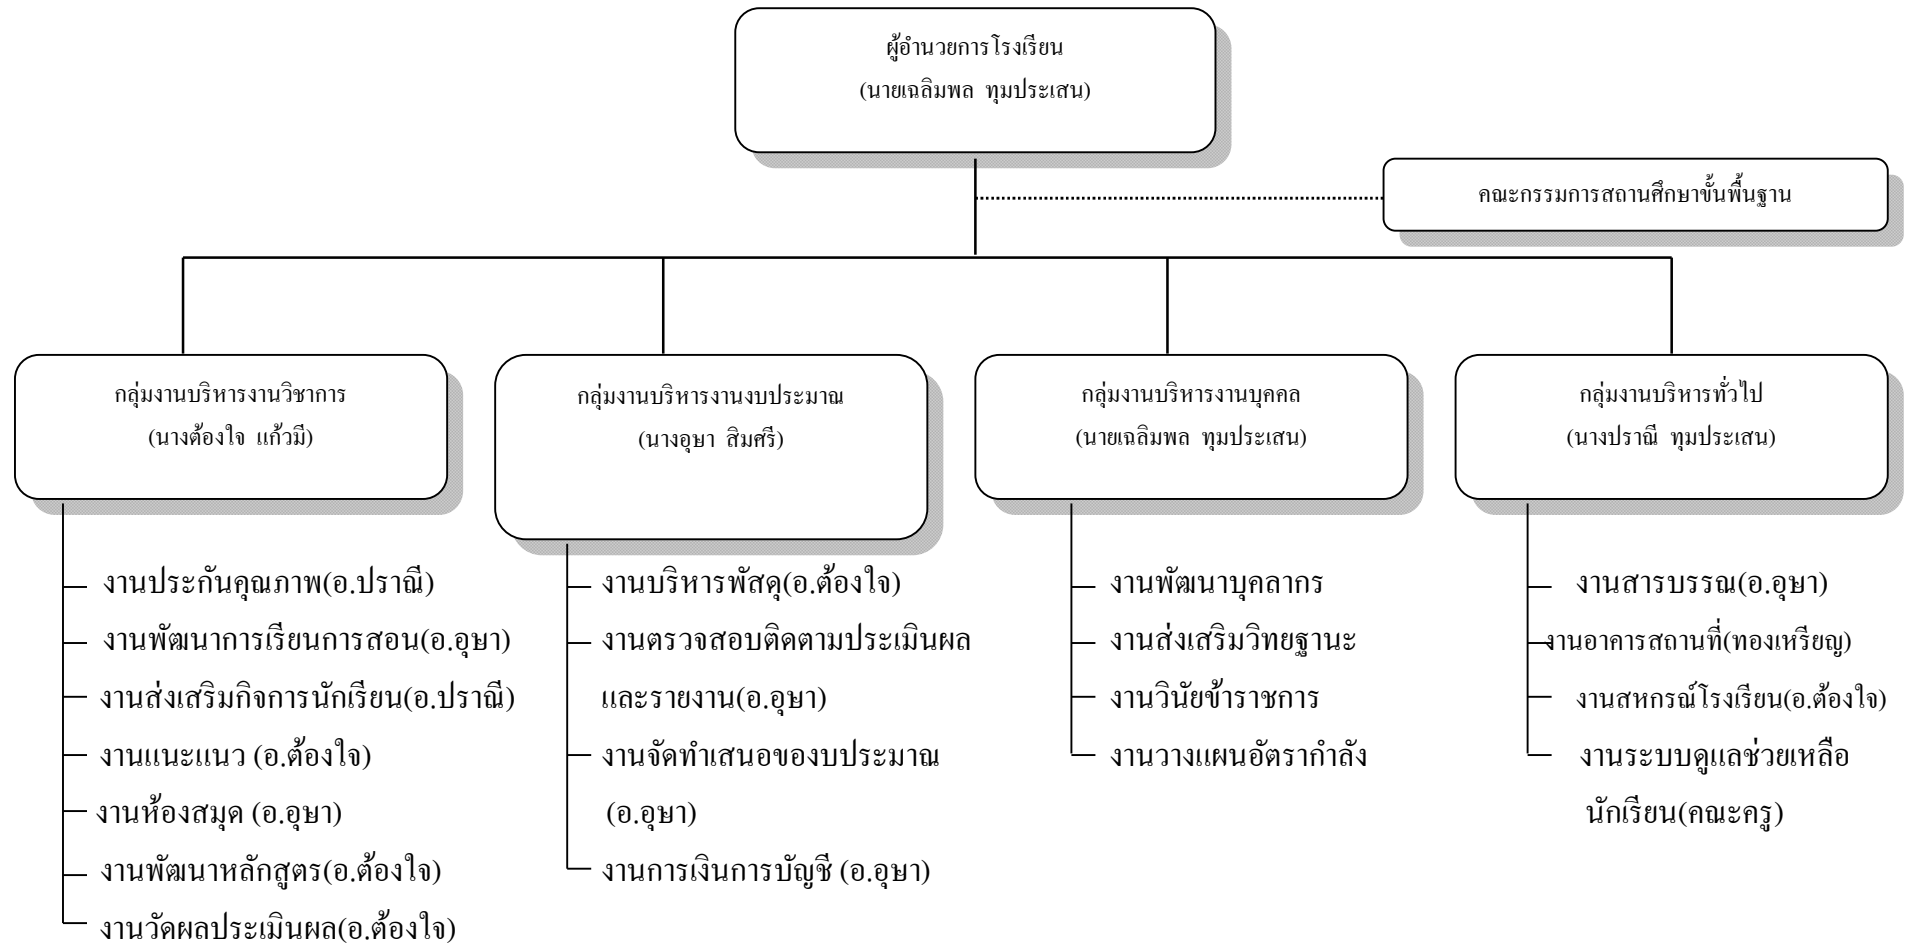 ผู้อำนวยการโรงเรียน
(นายเฉลิมพล ทุมประเสน)
คณะกรรมการสถานศึกษาขั้นพื้นฐาน
กลุ่มงานบริหารงานวิชาการ
(นางต้องใจ แก้วมี)
งานประกันคุณภาพ(อ.ปราณี)
งานพัฒนาการเรียนการสอน(อ.อุษา)
งานส่งเสริมกิจการนักเรียน(อ.ปราณี)
งานแนะแนว (อ.ต้องใจ)
งานห้องสมุด (อ.อุษา)
งานพัฒนาหลักสูตร(อ.ต้องใจ)
งานวัดผลประเมินผล(อ.ต้องใจ)
กลุ่มงานบริหารงานงบประมาณ
(นางอุษา สิมศรี)
งานบริหารพัสดุ(อ.ต้องใจ)
งานตรวจสอบติดตามประเมินผล
และรายงาน(อ.อุษา)
งานจัดทำเสนอของบประมาณ
(อ.อุษา)
งานการเงินการบัญชี (อ.อุษา)
กลุ่มงานบริหารงานบุคคล
(นายเฉลิมพล ทุมประเสน)
งานพัฒนาบุคลากร
งานส่งเสริมวิทยฐานะ
งานวินัยข้าราชการ
งานวางแผนอัตรากำลัง
กลุ่มงานบริหารทั่วไป
(นางปราณี ทุมประเสน)
งานสารบรรณ(อ.อุษา)
งานอาคารสถานที่(ทองเหรียญ)
งานสหกรณ์โรงเรียน(อ.ต้องใจ)
งานระบบดูแลช่วยเหลือ
นักเรียน(คณะครู)